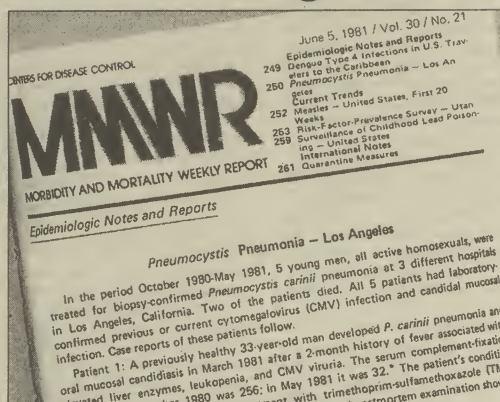 June 5, 1981 / Vol. 30 / No. 21
Epidemiologic Notes and Reports
249 Dengue Type 4 Infections in U.S. Trav-
elers to the Caribbean
250 Pneumocystis Pneumonia – Los An
geles
Current Trends
252 Measles – United States, First 20
Weeks
253 Risk-Factor-Prevalence Survey – Utah
259 Surveillance of Childhood Lead Poison-
ing – United States
International Notes
261 Quarantine Measures
CENTERS FOR DISEASE CONTROL
MMWR
MORBIDITY AND MORTALITY WEEKLY REPORT
Epidemiologic Notes and Reports
Pneumocystis Pneumonia – Los Angeles
In the period October 1980-May 1981, 5 young men, all active homosexuals, were
treated for biopsy-confirmed Pneumocystis carinii pneumonia at 3 different hospitals
in Los Angeles, California. Two of the patients died. All 5 patients had laboratory-
confirmed previous or current cytomegalovirus (CMV) infection and candidal mucosal
infection. Case reports of these patients follow.
Patient 1: A previously healthy 33-year-old man developed P. carinii pneumonia and
oral mucosal candidiasis in March 1981 after a 2-month history of fever associated with
liver enzymes, leukopenia, and CMV viruria. The serum complement-fixation
1980 was 256; in May 1981 it was 32.* The patient's condition
with trimethoprim-sulfamethoxazole (TM
postmortem examination show